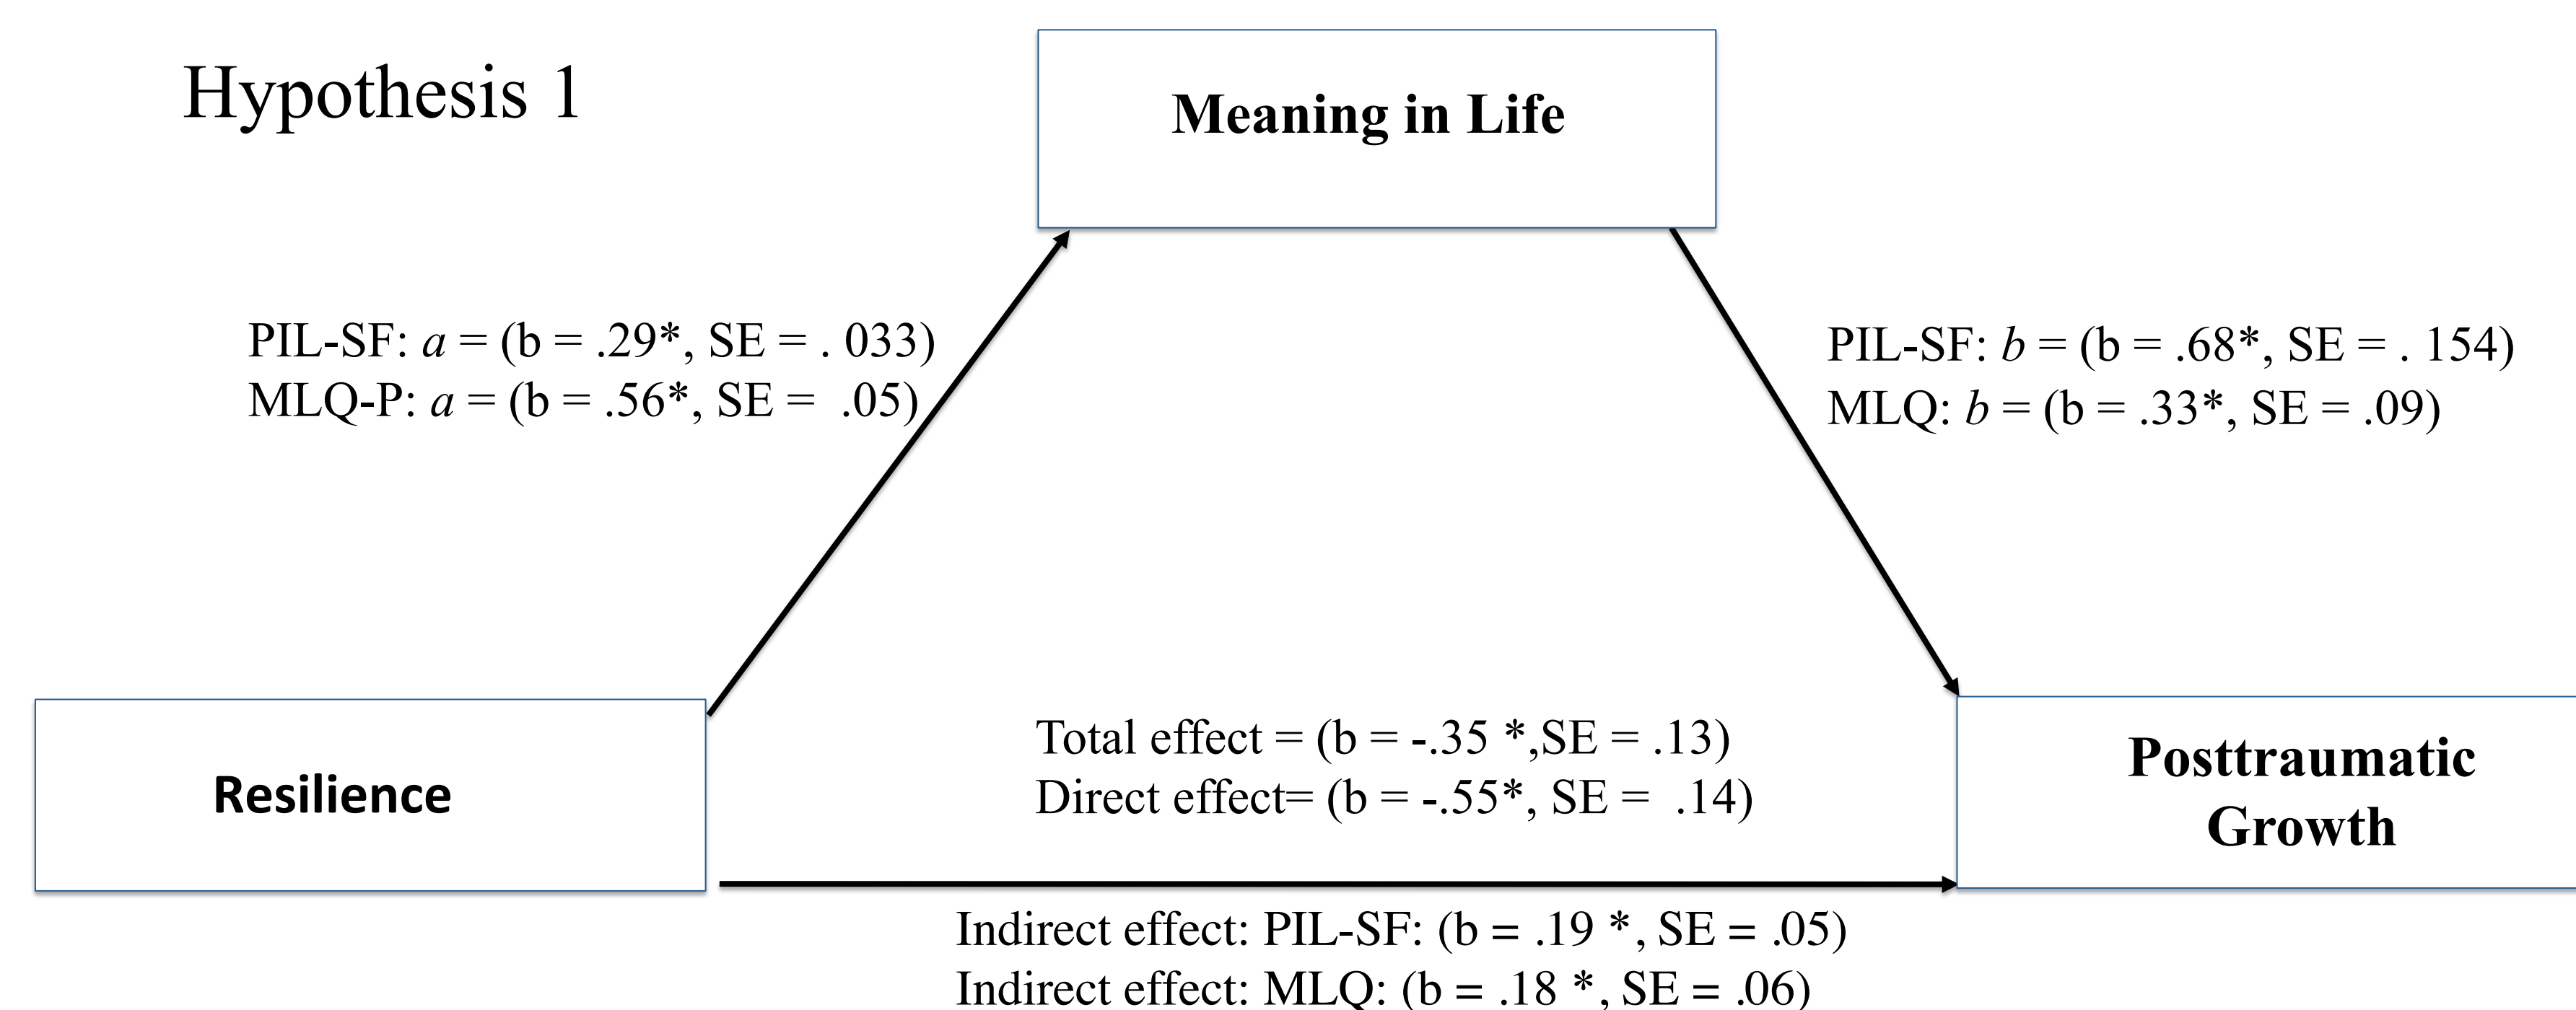 Hypothesis 1
Meaning in Life
PIL-SF: a = (b = .29*, SE = . 033)
MLQ-P: a = (b = .56*, SE =  .05)
PIL-SF: b = (b = .68*, SE = . 154)
MLQ: b = (b = .33*, SE = .09)
Resilience
Total effect = (b = -.35 *,SE = .13)
Direct effect= (b = -.55*, SE =  .14)
Posttraumatic
Growth
Indirect effect: PIL-SF: (b = .19 *, SE = .05)
Indirect effect: MLQ: (b = .18 *, SE = .06)